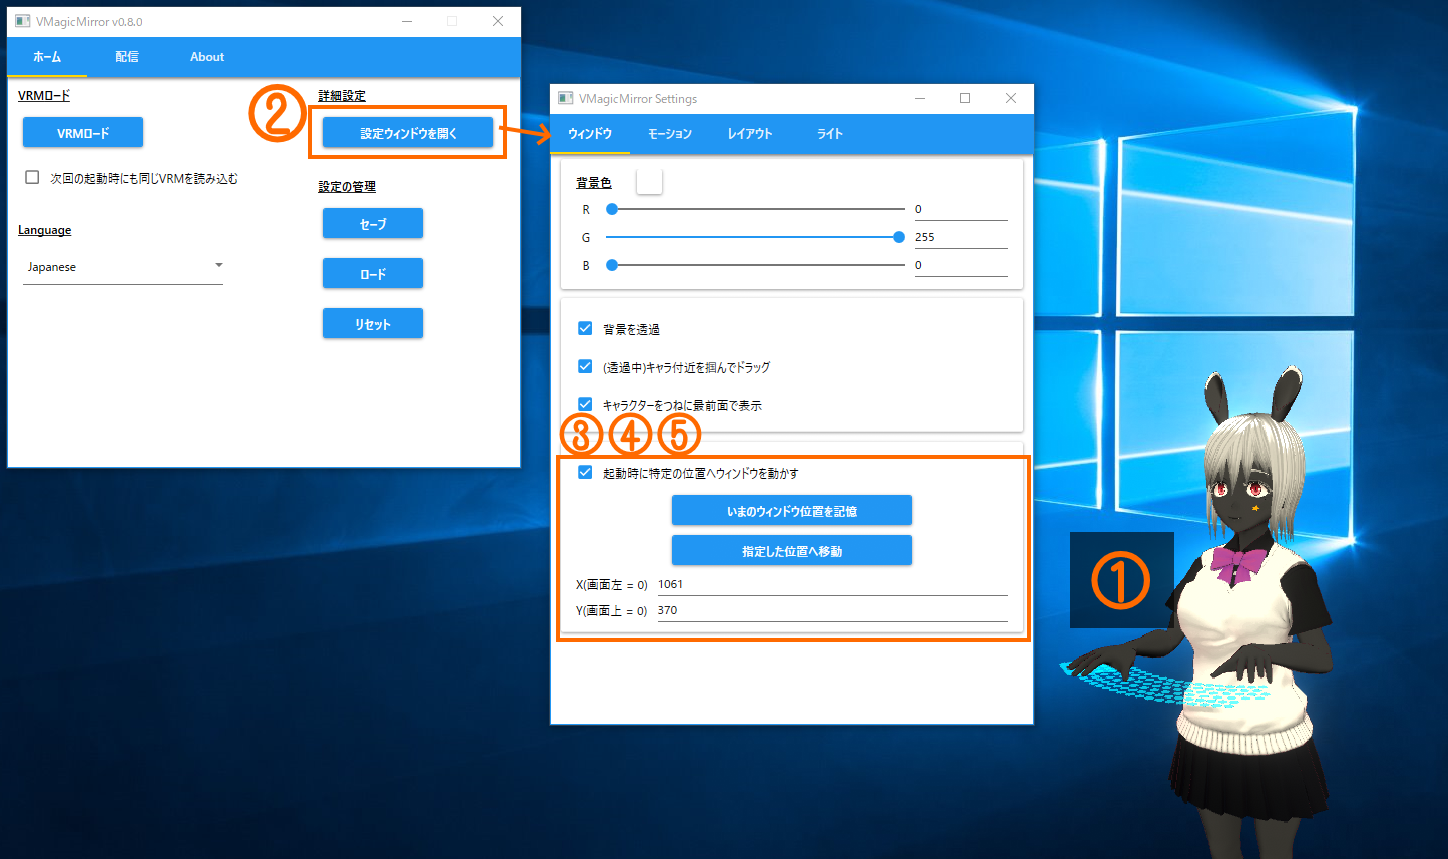 VMagicMirror v0.8.0
ホーム 配信 About
VRMロード
VRMロード
次回の起動時にも同じVRMを読み込む
Language
Japanese
②
詳細設定
設定ウィンドウを開く
設定の管理
セーブ
ロード
リセット
VMagicMirror Settings
ウィンドウ モーション レイアウト ライト
背景色
R 0
G 255
B 0
背景を透過
(透過中)キャラ付近を掴んでドラッグ
キャラクターをつねに最前面で表示
③ ④ ⑤
起動時に特定の位置へウィンドウを動かす
いまのウィンドウ位置を記憶
指定した位置へ移動
X(画面左 = 0) 1061
Y(画面上 = 0) 370
①